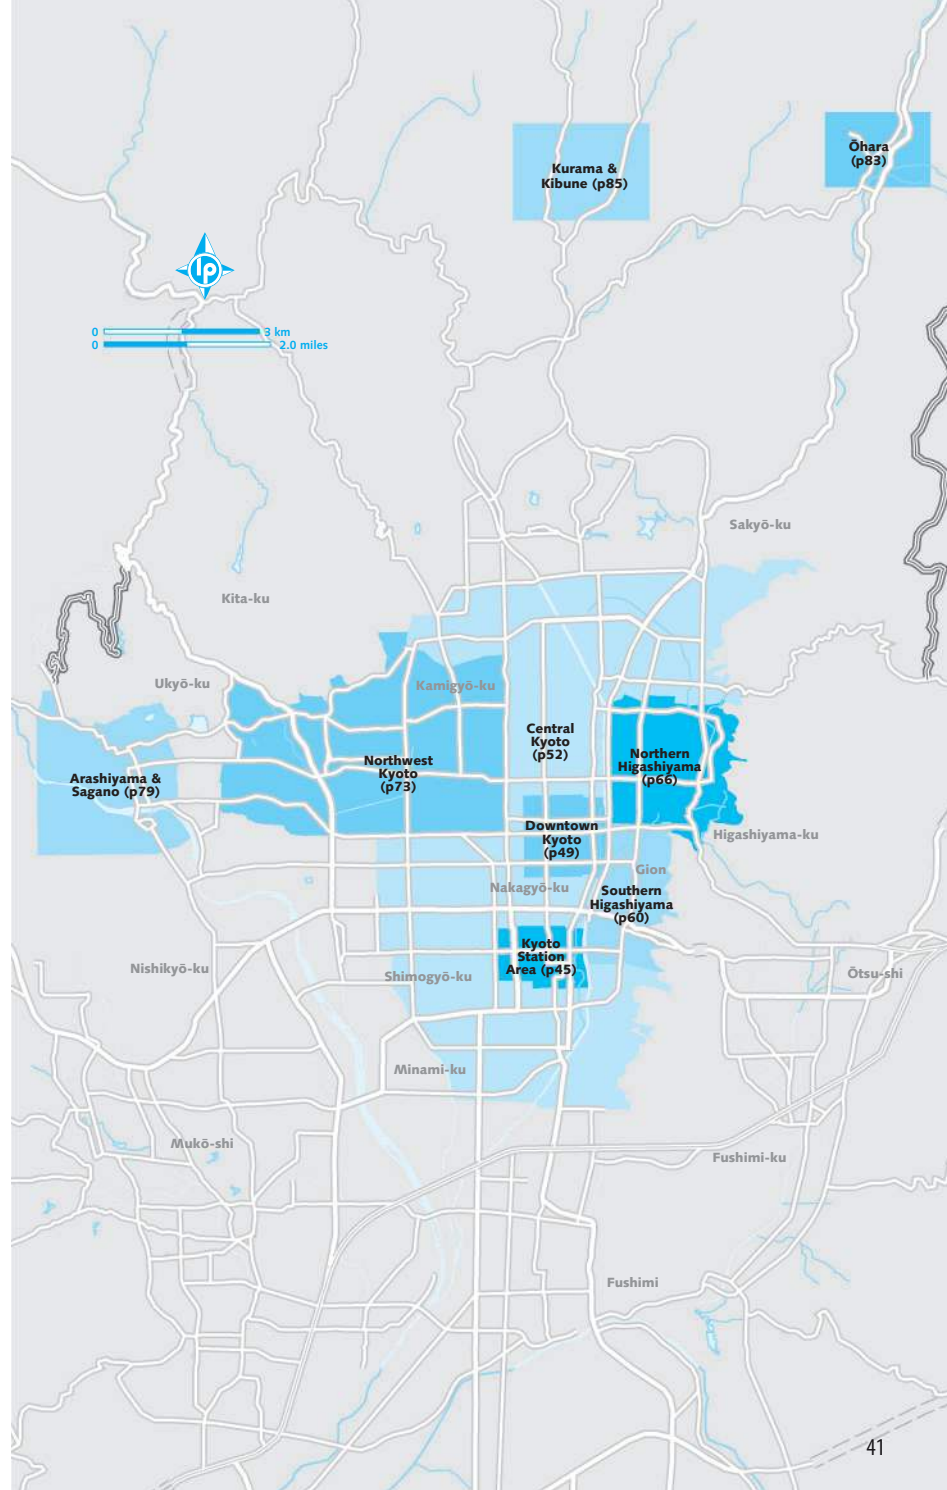 Ōhara
(p83)
Kurama &
Kibune (p85)
lp
0 3 km
0 2.0 miles
Sakyō-ku
Kita-ku
Ukyō-ku
Kamigyō-ku
Central
Kyoto
(p52)
Northwest
Kyoto
(p73)
Northern
Higashiyama
(p66)
Arashiyama &
Sagano (p79)
Downtown
Kyoto
(p49)
Higashiyama-ku
Gion
Nakagyō-ku
Southern
Higashiyama
(p60)
Kyoto
Station
Area (p45)
Nishikyō-ku
Shimogyō-ku
Ōtsu-shi
Minami-ku
Mukō-shi
Fushimi-ku
Fushimi
41